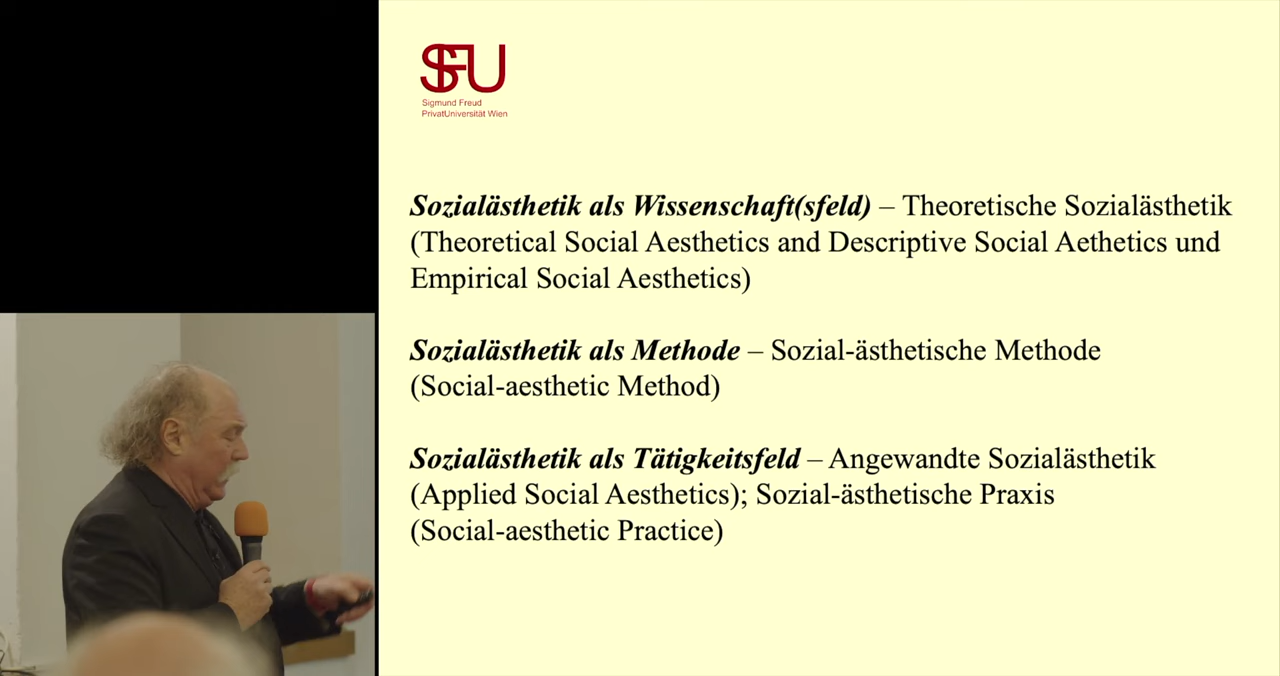 SFU
Sigmund Freud
PrivatUniversität Wien
Sozialästhetik als Wissenschaft(sfeld) – Theoretische Sozialästhetik
(Theoretical Social Aesthetics and Descriptive Social Aethetics und
Empirical Social Aesthetics)
Sozialästhetik als Methode – Sozial-ästhetische Methode
(Social-aesthetic Method)
Sozialästhetik als Tätigkeitsfeld – Angewandte Sozialästhetik
(Applied Social Aesthetics); Sozial-ästhetische Praxis
(Social-aesthetic Practice)